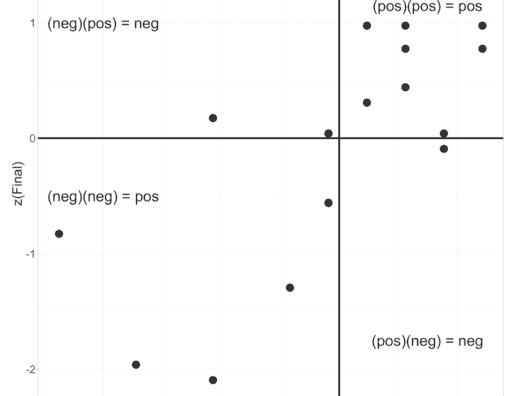 (pos)(pos) = pos
(neg)(pos) = neg
1
0
z(Final)
(neg)(neg) = pos
-1
(pos)(neg) = neg
-2